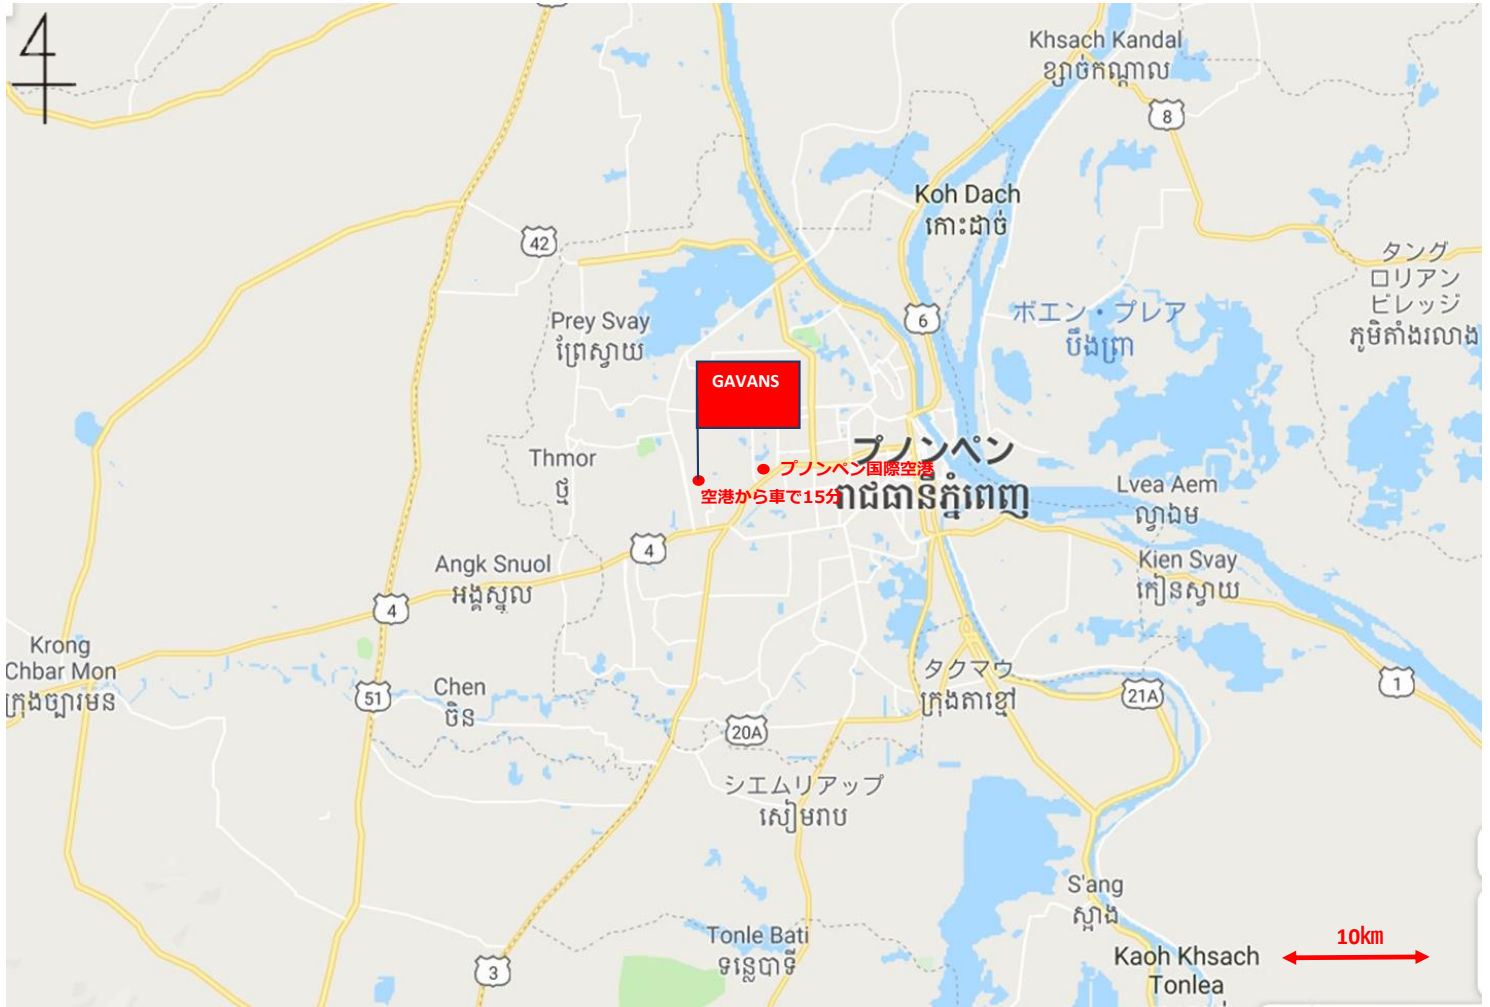 Khsach Kandal
ខ្សាច់កណ្ដាល
8
Koh Dach
កោះដាច់
42
タング
ロリアン
ビレッジ
ភូមិតាំងរលាង
6
ボエン・プレア
បឹងព្រា
Prey Svay
ព្រៃស្វាយ
GAVANS
プノンペン
プノンペン国際空港
空港から車で15分
រាជធានីភ្នំពេញ
Thmor
ថ្ម
Lvea Aem
ល្វាឯម
4
Angk Snuol
អង្គស្នួល
Kien Svay
កៀនស្វាយ
4
Krong
Chbar Mon
ក្រុងច្បារមន
タクマウ
ក្រុងតាខ្មៅ
51
Chen
ចិន
21A
1
20A
シエムリアップ
សៀមរាប
S'ang
ស្អាង
Tonle Bati
ទន្លេបាទី
10㎞
Kaoh Khsach
Tonlea
3